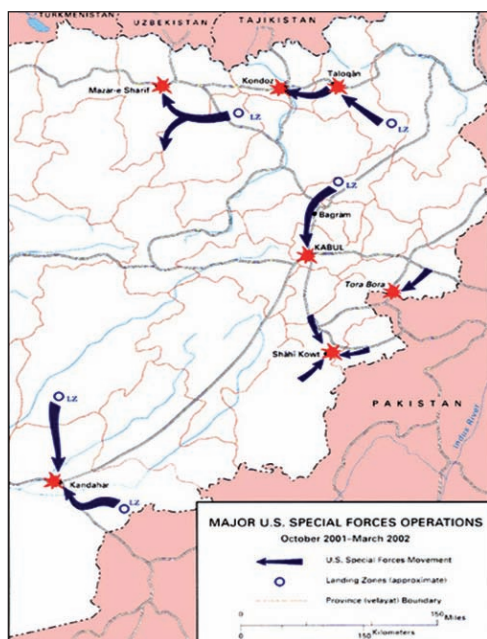 TURKMENISTAN
UZBEKISTAN
TAJIKISTAN
Mazar-e Sharif
Kondoz
Taloqan
LZ
LZ
LZ
Bagram
KABUL
Tora Bora
Shahi Kowt
PAKISTAN
Indus River
LZ
Kandahar
LZ
MAJOR U.S. SPECIAL FORCES OPERATIONS
October 2001–March 2002
U.S. Special Forces Movement
Landing Zones (approximate)
Province (velayat) Boundary
0 150 Miles
0 150 Kilometers